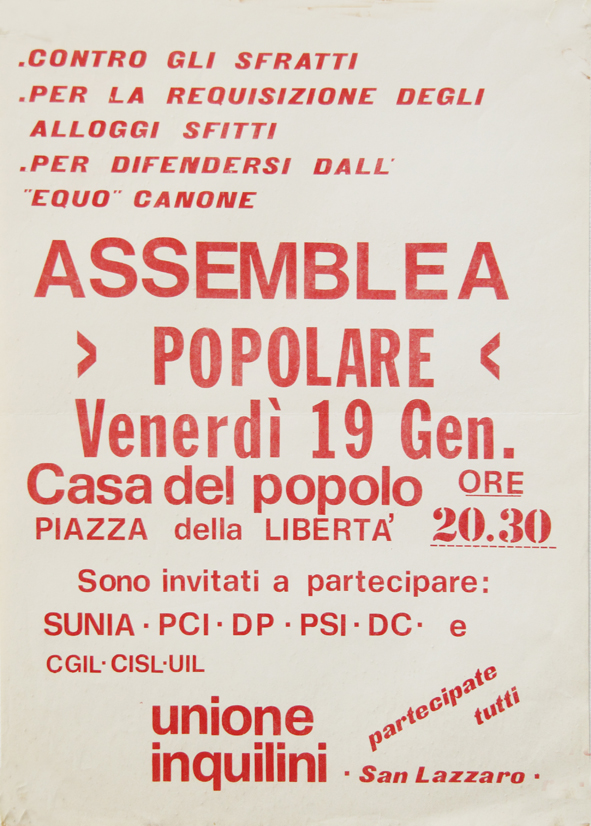 .CONTRO GLI SFRATTI
.PER LA REQUISIZIONE DEGLI
ALLOGGI SFITTI
.PER DIFENDERSI DALL'
"EQUO" CANONE
ASSEMBLEA
> POPOLARE <
Venerdì 19 Gen.
Casa del popolo ORE
PIAZZA della LIBERTA' 20.30
Sono invitati a partecipare:
SUNIA · PCI · DP · PSI · DC · e
CGIL · CISL · UIL
partecipate
tutti
unione
inquilini
· San Lazzaro ·